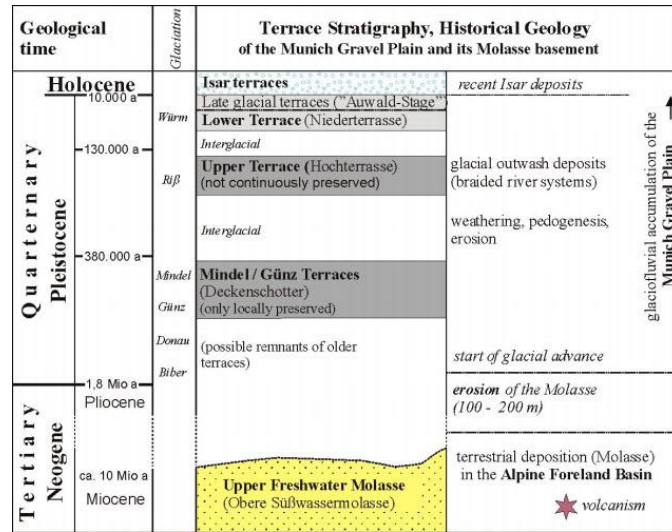 Geological
time
Glaciation
Terrace Stratigraphy, Historical Geology
of the Munich Gravel Plain and its Molasse basement
Quarternary
Pleistocene
Tertiary
Neogene
Holocene
10.000 a
130.000 a
380.000 a
1,8 Mio a
Pliocene
ca. 10 Mio a
Miocene
Würm
Riß
Mindel
Günz
Donau
Biber
Isar terraces
Late glacial terraces ("Auwald-Stage")
Lower Terrace (Niederterrasse)
Interglacial
Upper Terrace (Hochterrasse)
(not continuously preserved)
Interglacial
Mindel / Günz Terraces
(Deckenschotter)
(only locally preserved)
(possible remnants of older
terraces)
Upper Freshwater Molasse
(Obere Süßwassermolasse)
recent Isar deposits
glacial outwash deposits
(braided river systems)
weathering, pedogenesis,
erosion
start of glacial advance
erosion of the Molasse
(100 - 200 m)
terrestrial deposition (Molasse)
in the Alpine Foreland Basin
volcanism
glaciofluvial accumulation of the
Munich Gravel Plain